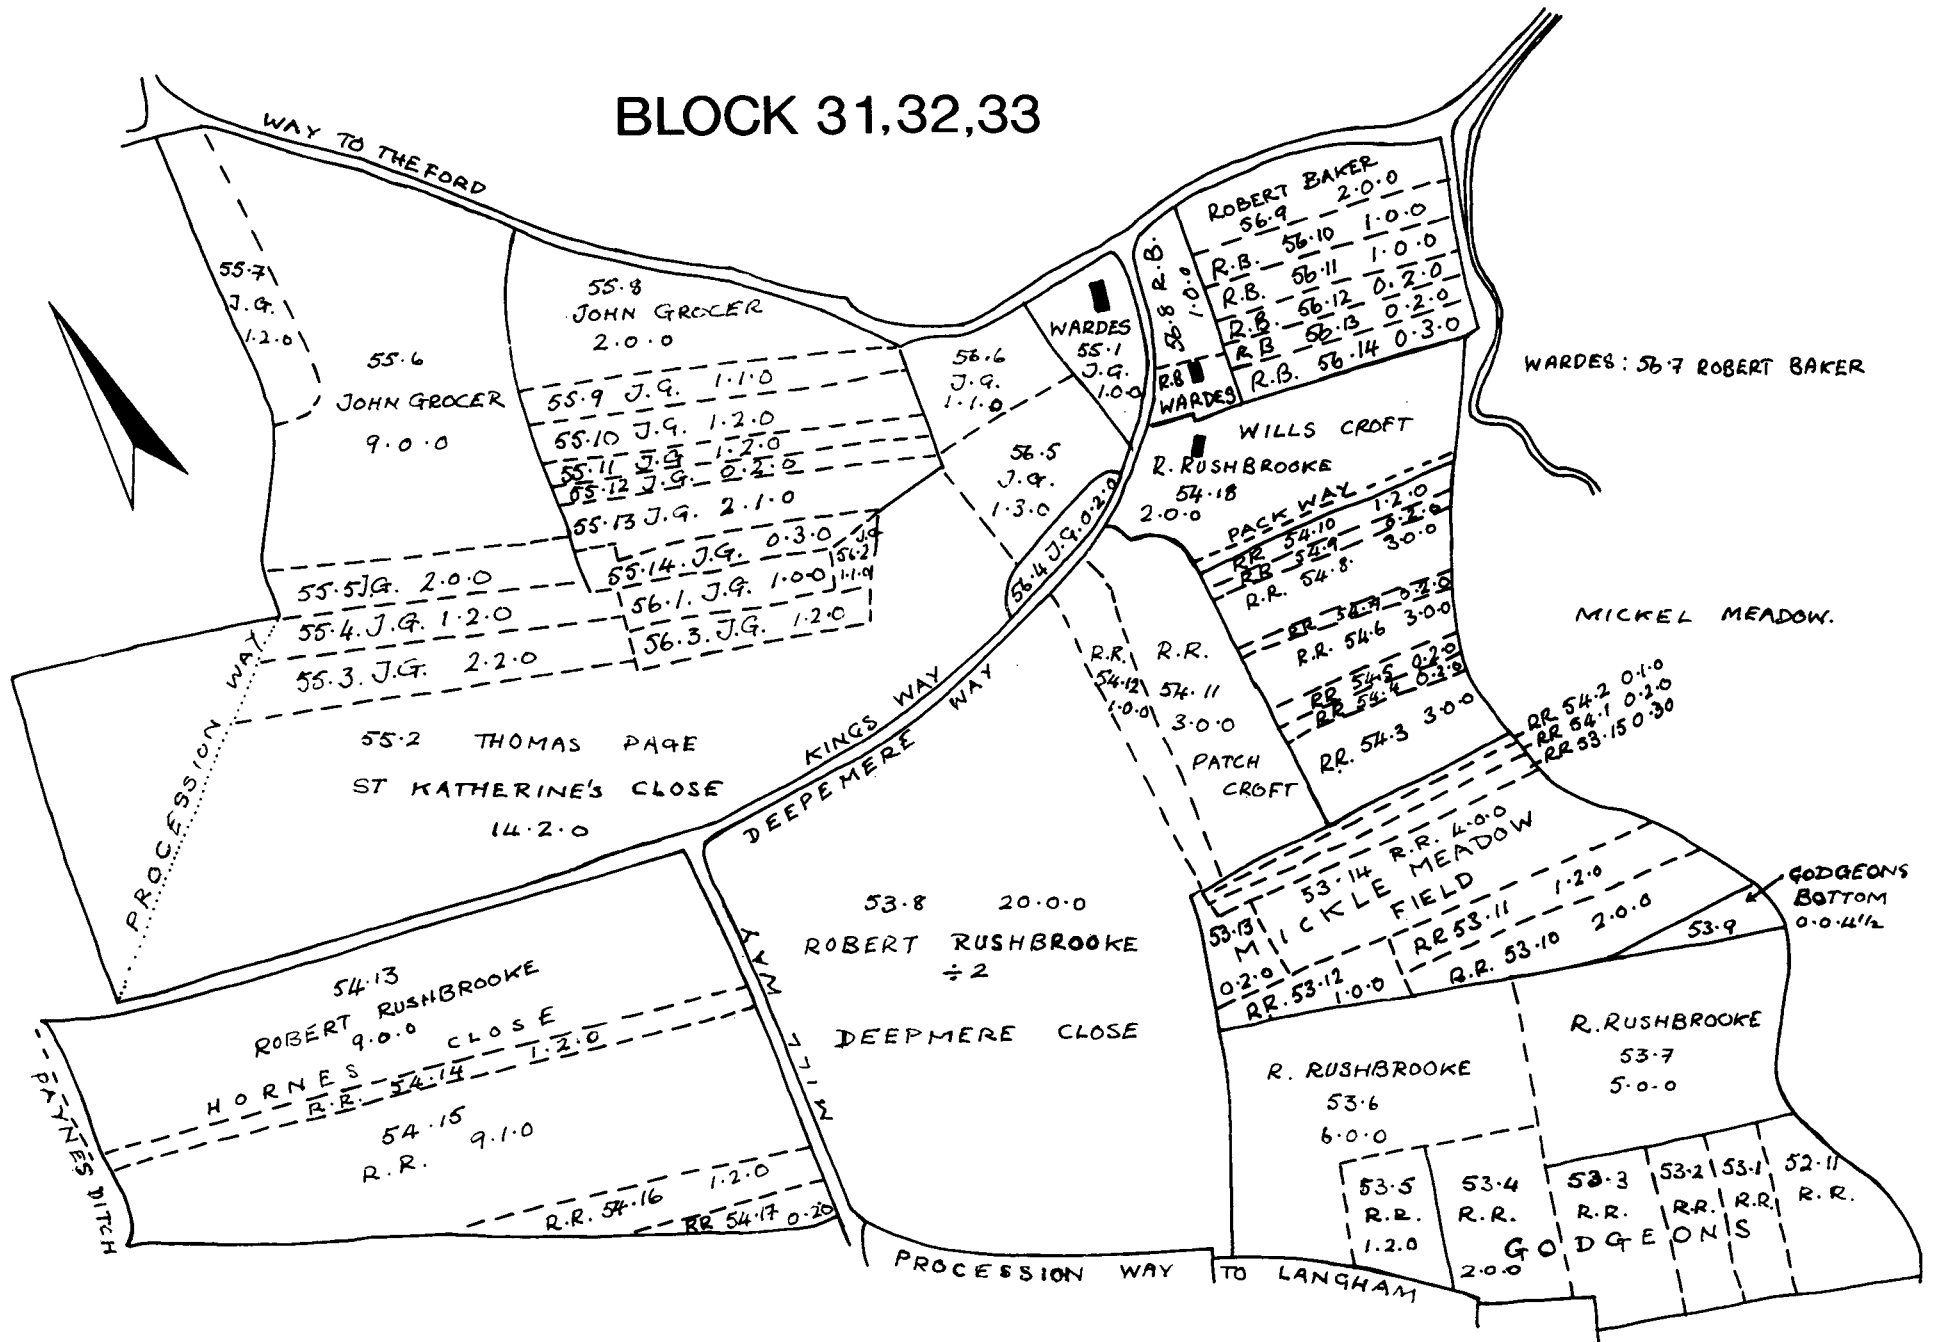 BLOCK 31,32,33
WAY TO THEFORD
55.7
J.G.
1.2.0
55.6
JOHN GROCER
9.0.0
55.8
JOHN GROCER
2.0.0
55.9 J.G. 1.1.0
55.10 J.G. 1.2.0
55.11 J.G 1.2.0
55.12 J.G. 0.2.0
55.13 J.G. 2.1.0
55.14. J.G. 0.3.0
56.1. J.G. 1.0.0
56.2 J.G
1.1.0
56.3. J.G. 1.2.0
55.5 J.G. 2.0.0
55.4. J.G. 1.2.0
55.3. J.G. 2.2.0
56.6
J.G.
1.1.0
WARDES
55.1
J.G.
1.0.0
56.5
J.G.
1.3.0
56.4 J.G. 0.2.0
56.8 R.B.
1.0.0
R.B
WARDES
ROBERT BAKER
56.9 2.0.0
R.B. 56.10 1.0.0
R.B. 56.11 1.0.0
R.B. 56.12 0.2.0
R B 56.13 0.2.0
R.B. 56.14 0.3.0
WARDES: 56.7 ROBERT BAKER
WILLS CROFT
R. RUSHBROOKE
54.18
2.0.0
PACK WAY
RR 54.10 1.2.0
RR 54.9 0.2.0
R.R. 54.8. 3.0.0
RR 54.7 0.2.0
R.R. 54.6 3.0.0
RR 54.5 0.2.0
RR 54.4 0.2.0
RR. 54.3 3.0.0
RR 54.2 0.1.0
RR 54.1 0.2.0
RR 53.15 0.30
MICKEL MEADOW.
R.R.
54.12
1.0.0
R.R.
54.11
3.0.0
PATCH
CROFT
PROCESSION WAY
55.2 THOMAS PAGE
ST KATHERINE'S CLOSE
14.2.0
KINGS WAY
DEEPEMERE WAY
53.14 R.R. 4.0.0
MICKLE MEADOW
FIELD
53.13
0.2.0
RR. 53.12 1.0.0
RR 53.11 1.2.0
R.R. 53.10 2.0.0
53.9
GODGEONS
BOTTOM
0.0.4½
53.8 20.0.0
ROBERT RUSHBROOKE
÷2
DEEPMERE CLOSE
MILL WAY
54.13
ROBERT RUSHBROOKE
9.0.0
HORNES CLOSE
R.R. 54.14 1.2.0
54.15 9.1.0
R.R.
R.R. 54.16 1.2.0
RR 54.17 0.20
PAYNES DITCH
R. RUSHBROOKE
53.6
6.0.0
R. RUSHBROOKE
53.7
5.0.0
53.5
R.R.
1.2.0
53.4
R.R.
2.0.0
53.3
R.R.
53.2
R.R.
53.1
R.R.
52.11
R.R.
GODGEONS
PROCESSION WAY TO LANGHAM